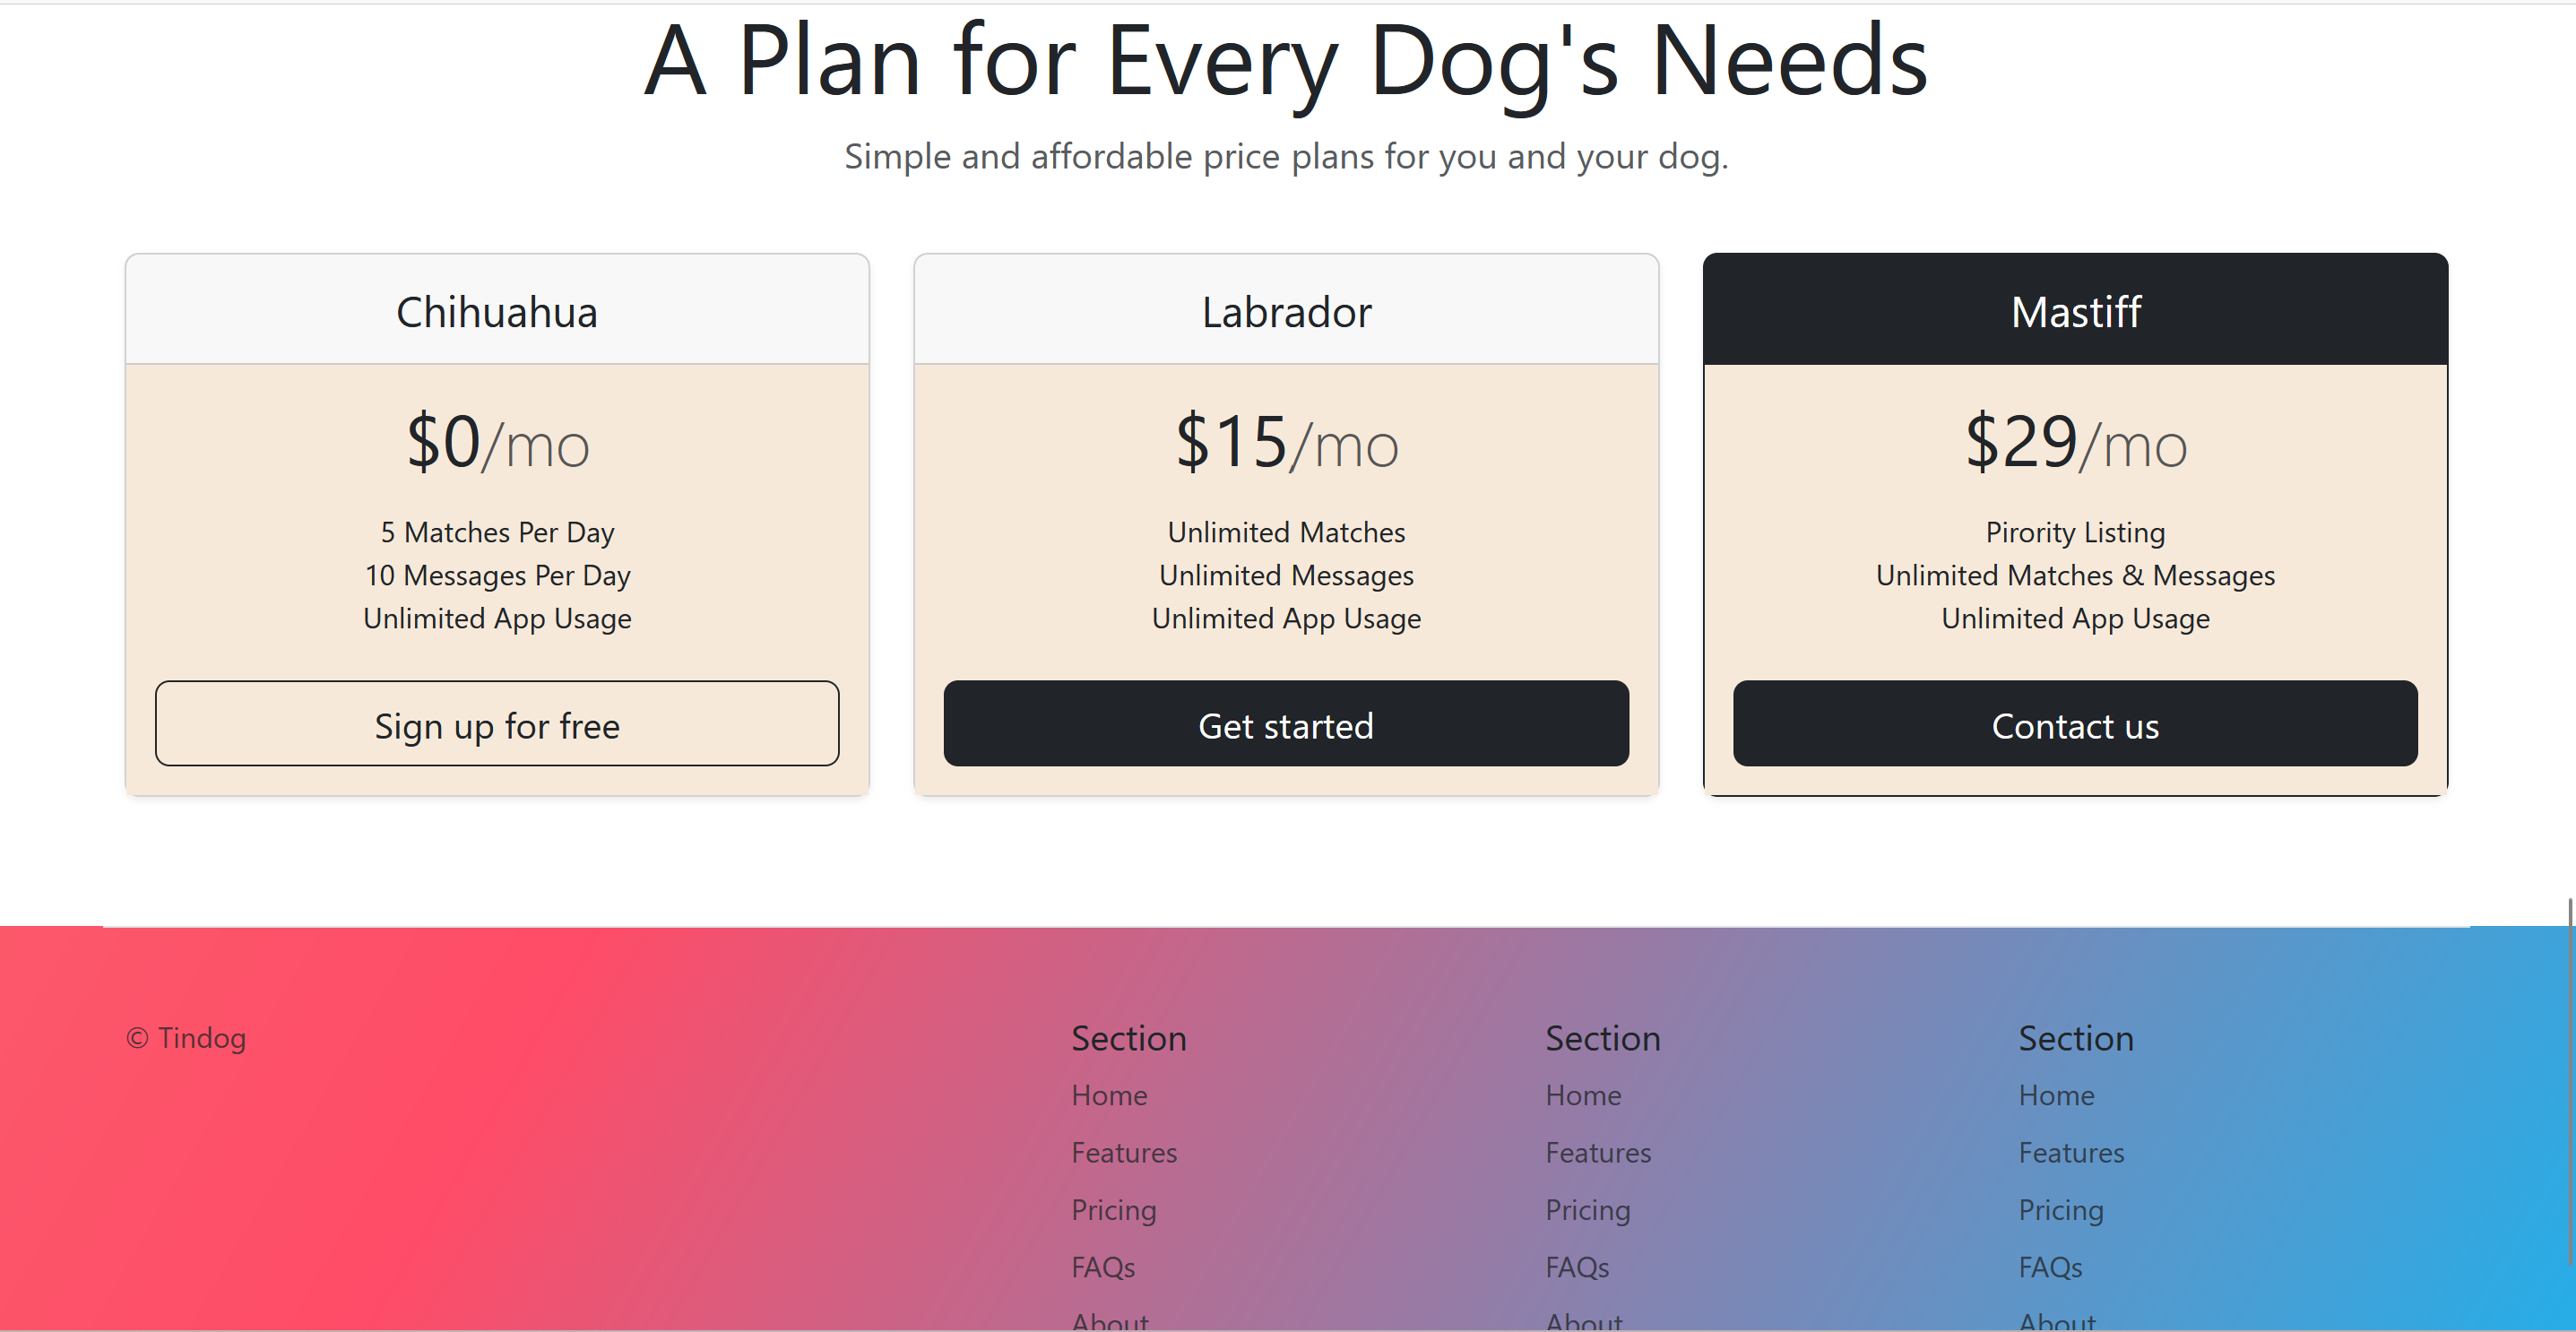 A Plan for Every Dog's Needs
Simple and affordable price plans for you and your dog.
Chihuahua
$0/mo
5 Matches Per Day
10 Messages Per Day
Unlimited App Usage
Sign up for free
Labrador
$15/mo
Unlimited Matches
Unlimited Messages
Unlimited App Usage
Get started
Mastiff
$29/mo
Pirority Listing
Unlimited Matches & Messages
Unlimited App Usage
Contact us
© Tindog
Section
Home
Features
Pricing
FAQs
About
Section
Home
Features
Pricing
FAQs
About
Section
Home
Features
Pricing
FAQs
About